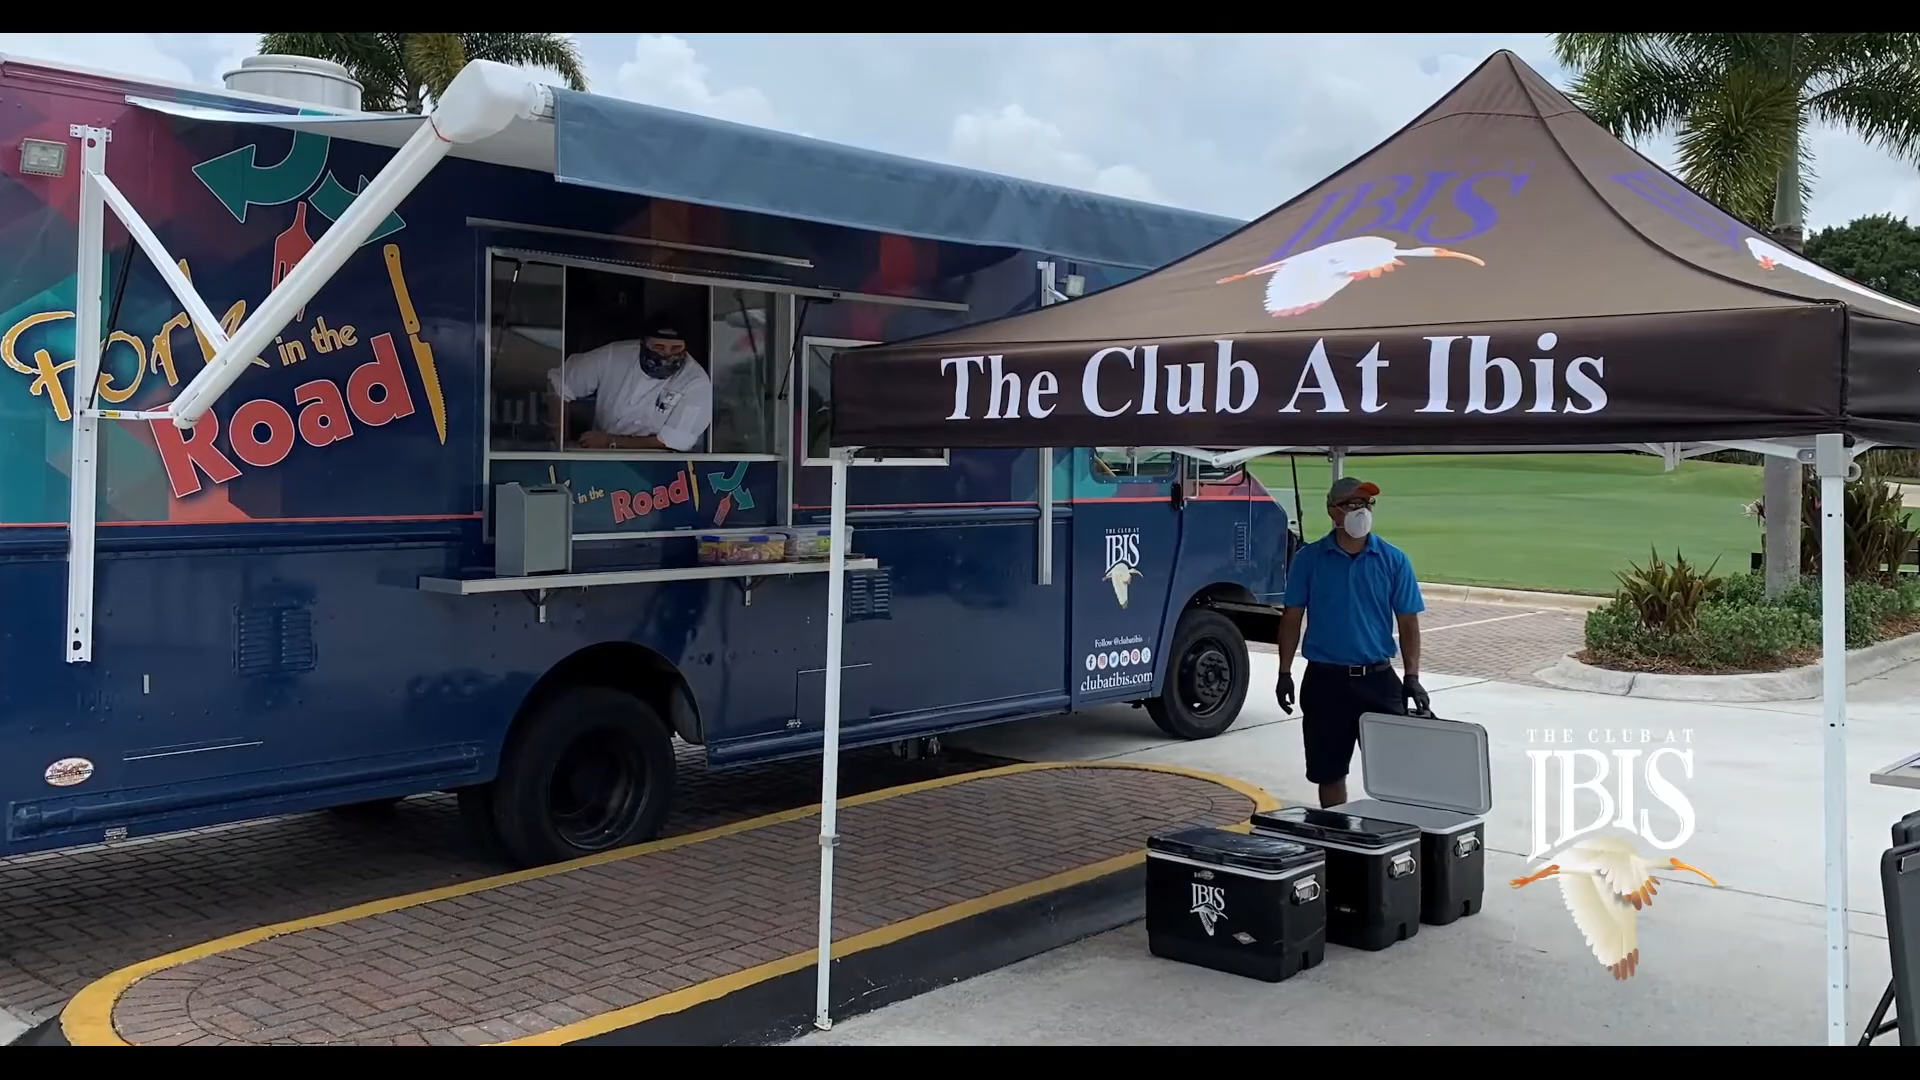 Fork
in the
Road
in the
Road
IBIS
The Club At Ibis
THE CLUB AT
IBIS
Follow @clubatibis
clubatibis.com
IBIS
THE CLUB AT
IBIS